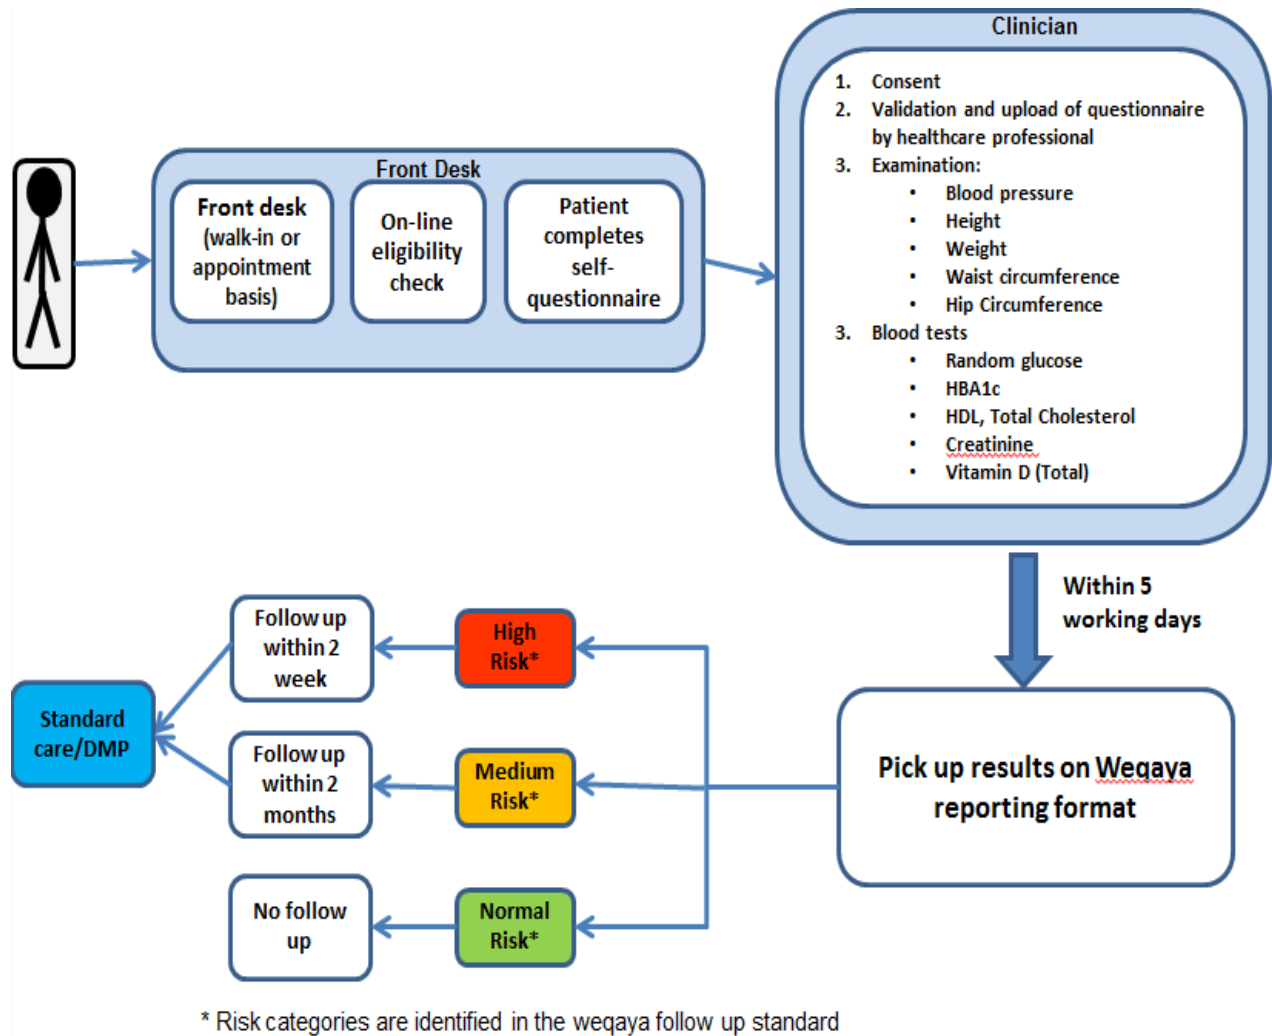 Clinician
1. Consent
2. Validation and upload of questionnaire
by healthcare professional
3. Examination:
• Blood pressure
• Height
• Weight
• Waist circumference
• Hip Circumference
3. Blood tests
• Random glucose
• HBA1c
• HDL, Total Cholesterol
• Creatinine
• Vitamin D (Total)
Front Desk
Front desk
(walk-in or
appointment
basis)
On-line
eligibility
check
Patient
completes
self-
questionnaire
Within 5
working days
Pick up results on Weqaya
reporting format
High
Risk*
Medium
Risk*
Normal
Risk*
Follow up
within 2
week
Follow up
within 2
months
No follow
up
Standard
care/DMP
* Risk categories are identified in the weqaya follow up standard